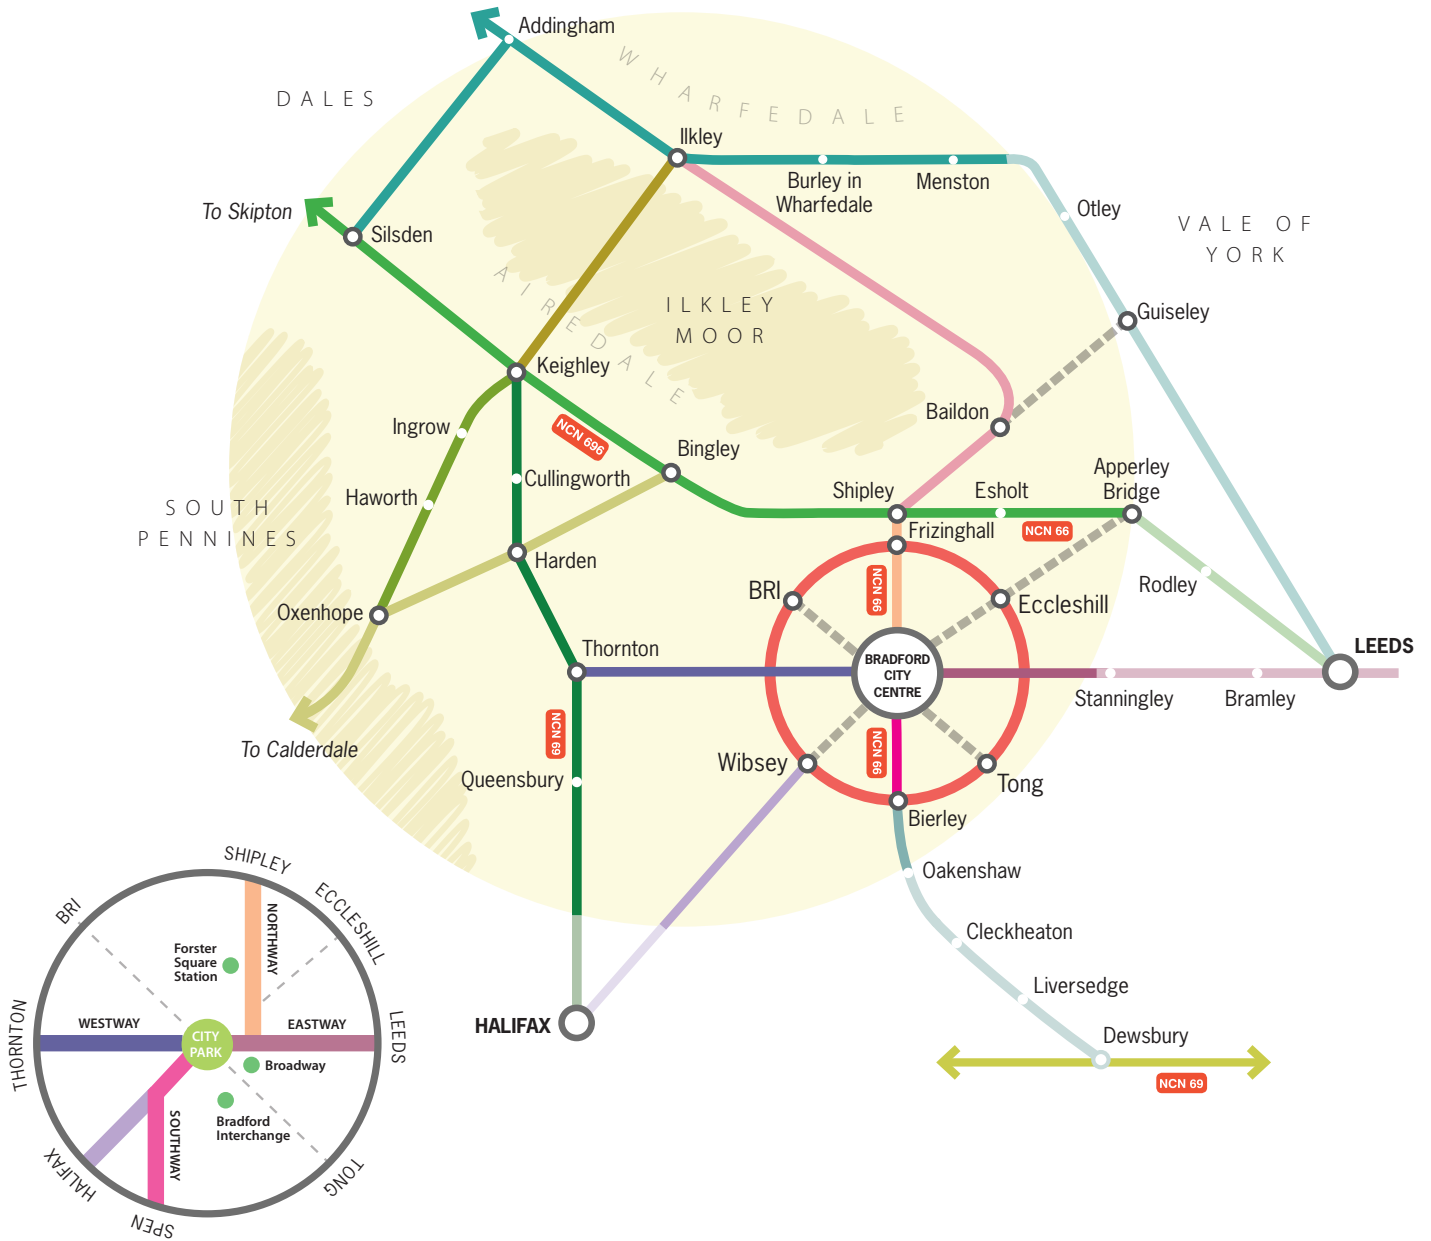 Addingham
WHARFEDALE
DALES
Ilkley
Burley in
Wharfedale
Menston
Otley
To Skipton
Silsden
VALE OF
YORK
AIREDALE
ILKLEY
MOOR
Guiseley
Keighley
Baildon
Ingrow
NCN 696
Bingley
Apperley
Bridge
Haworth
Cullingworth
Shipley
Esholt
SOUTH
PENNINES
NCN 66
Frizinghall
Harden
NCN 66
BRI
Rodley
Eccleshill
Oxenhope
Thornton
BRADFORD
CITY
CENTRE
LEEDS
Stanningley
Bramley
NCN 69
To Calderdale
NCN 66
Wibsey
Queensbury
Tong
Bierley
Oakenshaw
Cleckheaton
Liversedge
HALIFAX
Dewsbury
NCN 69
SHIPLEY
BRI
ECCLESHILL
NORTHWAY
Forster
Square
Station
THORNTON
WESTWAY
EASTWAY
LEEDS
CITY
PARK
Broadway
Bradford
Interchange
SOUTHWAY
HALIFAX
TONG
SPEN